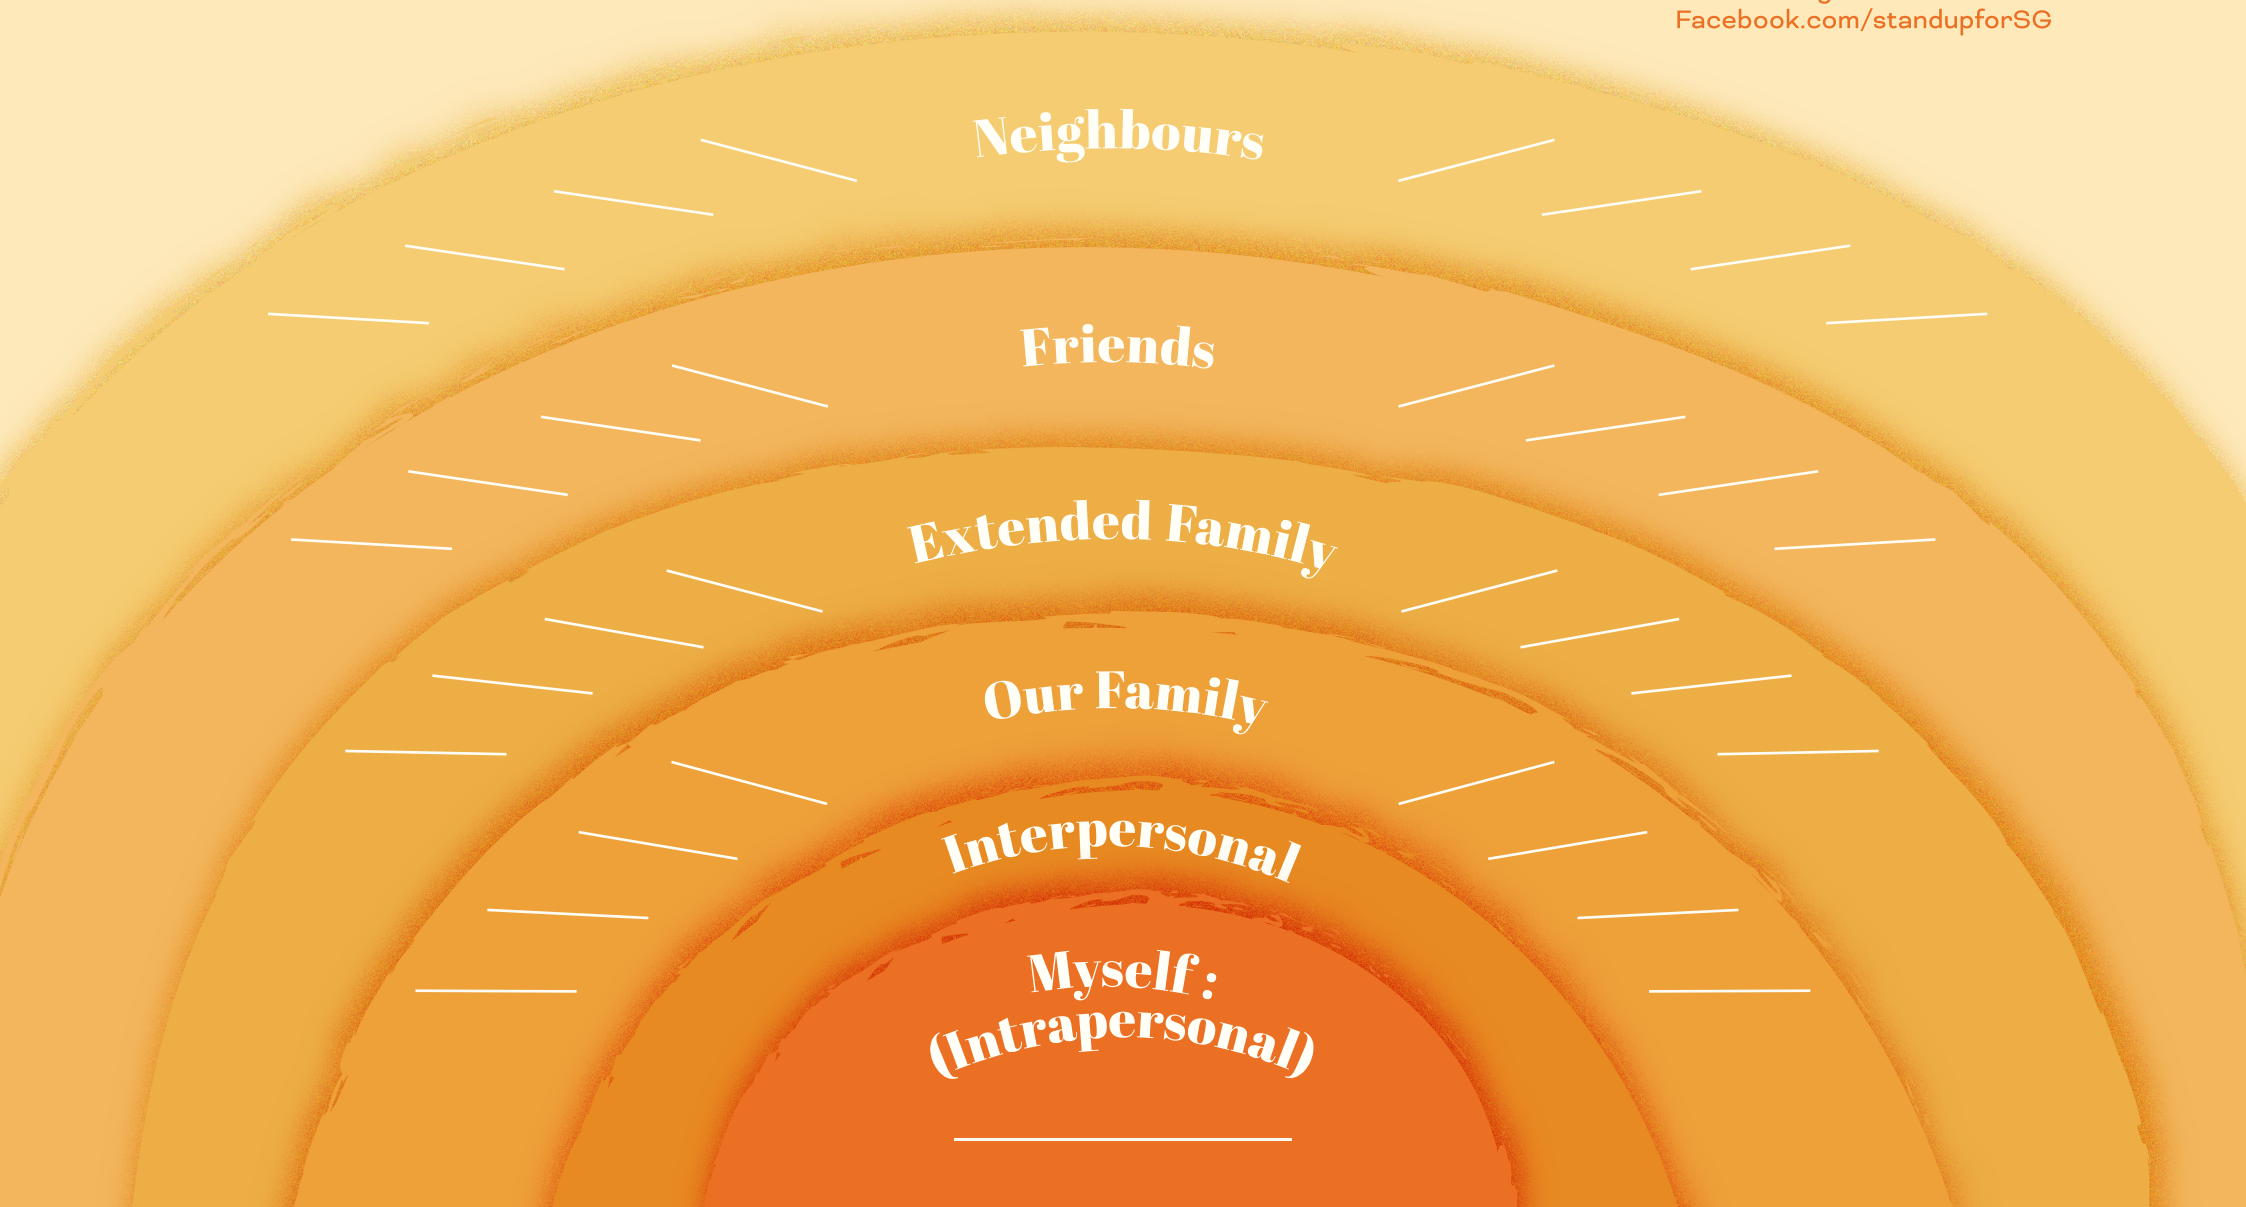 Facebook.com/standupforSG
Neighbours
Friends
Extended Family
Our Family
Interpersonal
Myself :
(Intrapersonal)